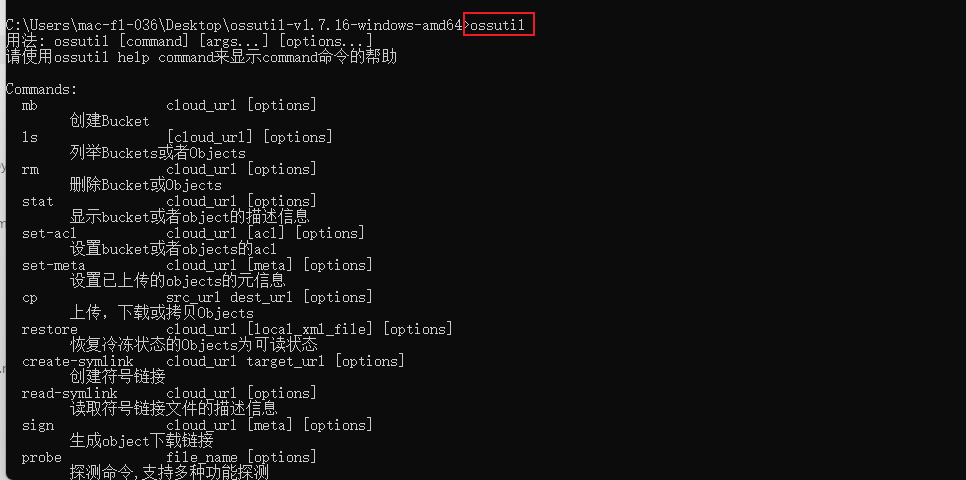 C:\Users\mac-f1-036\Desktop\ossutil-v1.7.16-windows-amd64>ossutil
用法: ossutil [command] [args...] [options...]
请使用ossutil help command来显示command命令的帮助
Commands:
mb cloud_url [options]
创建Bucket
ls [cloud_url] [options]
列举Buckets或者Objects
rm cloud_url [options]
删除Bucket或Objects
stat cloud_url [options]
显示bucket或者object的描述信息
set-acl cloud_url [acl] [options]
设置bucket或者objects的acl
set-meta cloud_url [meta] [options]
设置已上传的objects的元信息
cp src_url dest_url [options]
上传，下载或拷贝Objects
restore cloud_url [local_xml_file] [options]
恢复冷冻状态的Objects为可读状态
create-symlink cloud_url target_url [options]
创建符号链接
read-symlink cloud_url [options]
读取符号链接文件的描述信息
sign cloud_url [meta] [options]
生成object下载链接
probe file_name [options]
探测命令,支持多种功能探测